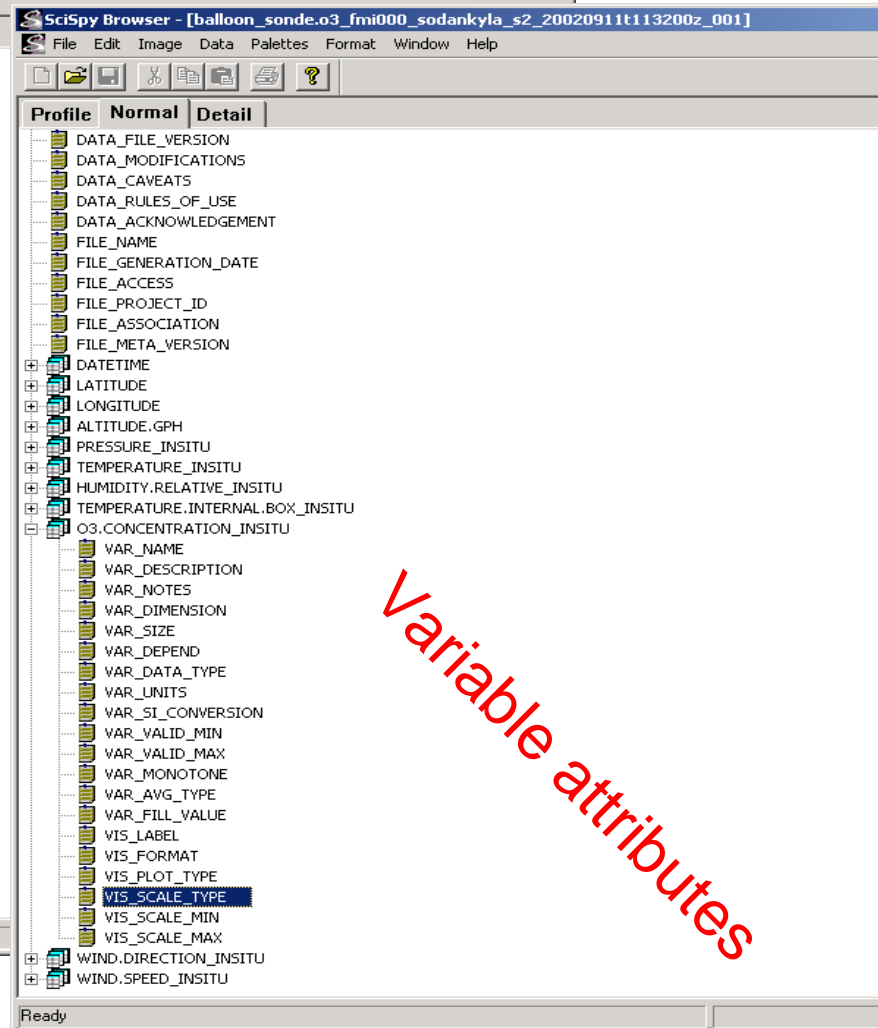 SciSpy Browser - [balloon_sonde.o3_fmi000_sodankyla_s2_20020911t113200z_001]
File Edit Image Data Palettes Format Window Help
Profile Normal Detail
DATA_FILE_VERSION
DATA_MODIFICATIONS
DATA_CAVEATS
DATA_RULES_OF_USE
DATA_ACKNOWLEDGEMENT
FILE_NAME
FILE_GENERATION_DATE
FILE_ACCESS
FILE_PROJECT_ID
FILE_ASSOCIATION
FILE_META_VERSION
DATETIME
LATITUDE
LONGITUDE
ALTITUDE.GPH
PRESSURE_INSITU
TEMPERATURE_INSITU
HUMIDITY.RELATIVE_INSITU
TEMPERATURE.INTERNAL.BOX_INSITU
O3.CONCENTRATION_INSITU
VAR_NAME
VAR_DESCRIPTION
VAR_NOTES
VAR_DIMENSION
VAR_SIZE
VAR_DEPEND
VAR_DATA_TYPE
VAR_UNITS
VAR_SI_CONVERSION
VAR_VALID_MIN
VAR_VALID_MAX
VAR_MONOTONE
VAR_AVG_TYPE
VAR_FILL_VALUE
VIS_LABEL
VIS_FORMAT
VIS_PLOT_TYPE
VIS_SCALE_TYPE
VIS_SCALE_MIN
VIS_SCALE_MAX
WIND.DIRECTION_INSITU
WIND.SPEED_INSITU
Variable attributes
Ready